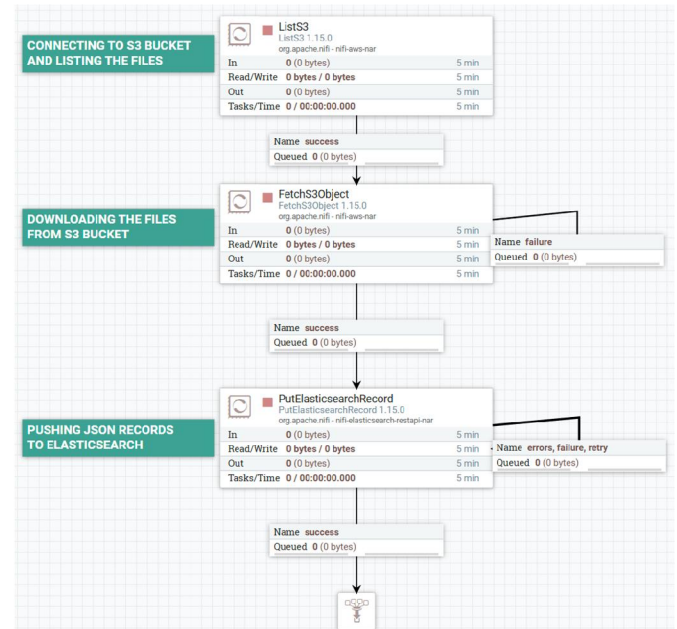 CONNECTING TO S3 BUCKET
AND LISTING THE FILES
ListS3
ListS3 1.15.0
org.apache.nifi - nifi-aws-nar
In 0 (0 bytes) 5 min
Read/Write 0 bytes / 0 bytes 5 min
Out 0 (0 bytes) 5 min
Tasks/Time 0 / 00:00:00.000 5 min
Name success
Queued 0 (0 bytes)
DOWNLOADING THE FILES
FROM S3 BUCKET
FetchS3Object
FetchS3Object 1.15.0
org.apache.nifi - nifi-aws-nar
In 0 (0 bytes) 5 min
Read/Write 0 bytes / 0 bytes 5 min
Out 0 (0 bytes) 5 min
Tasks/Time 0 / 00:00:00.000 5 min
Name failure
Queued 0 (0 bytes)
Name success
Queued 0 (0 bytes)
PUSHING JSON RECORDS
TO ELASTICSEARCH
PutElasticsearchRecord
PutElasticsearchRecord 1.15.0
org.apache.nifi - nifi-elasticsearch-restapi-nar
In 0 (0 bytes) 5 min
Read/Write 0 bytes / 0 bytes 5 min
Out 0 (0 bytes) 5 min
Tasks/Time 0 / 00:00:00.000 5 min
Name errors, failure, retry
Queued 0 (0 bytes)
Name success
Queued 0 (0 bytes)